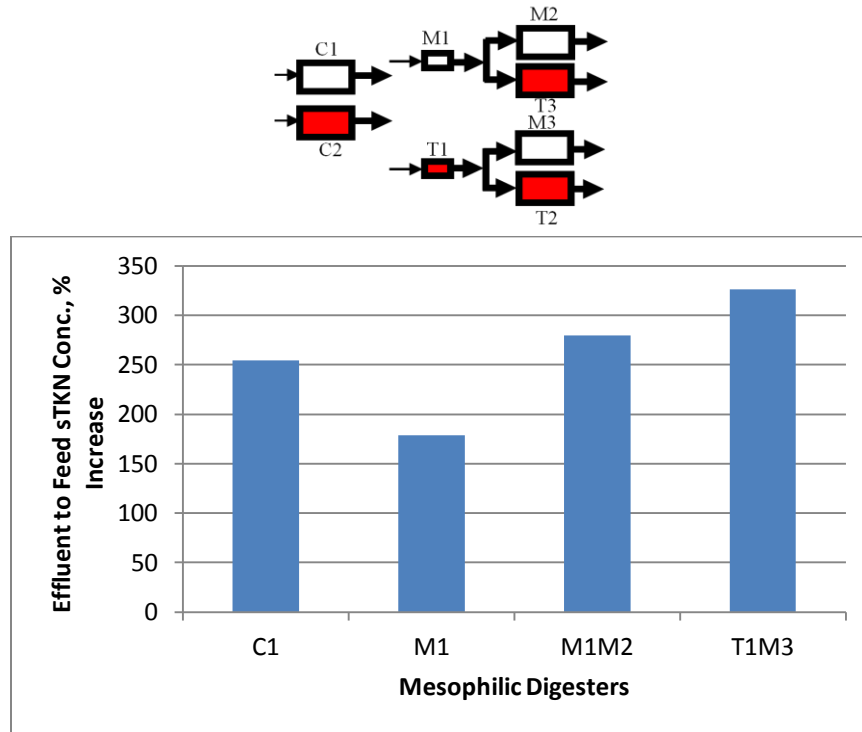 C1
M1
M2
C2
T3
M3
T1
T2
Effluent to Feed sTKN Conc., %
Increase
350
300
250
200
150
100
50
0
C1 M1 M1M2 T1M3
Mesophilic Digesters